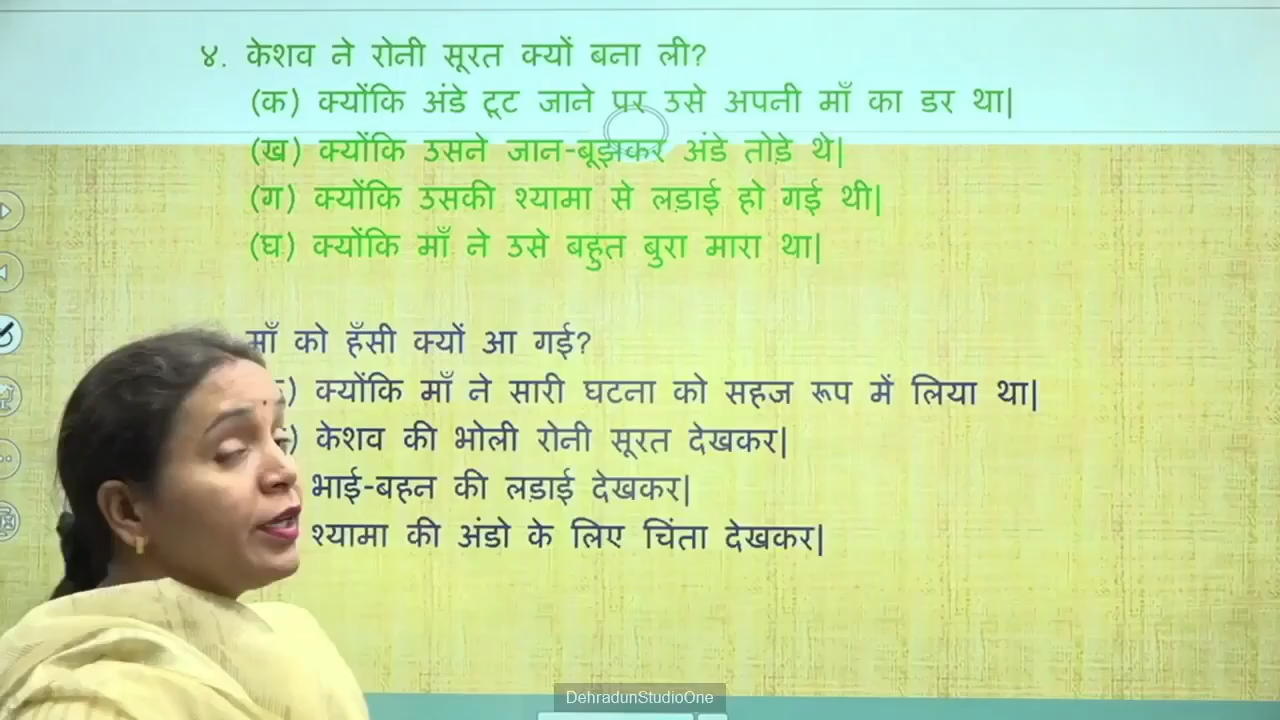 ४. केशव ने रोनी सूरत क्यों बना ली?
(क) क्योंकि अंडे टूट जाने पर उसे अपनी माँ का डर था|
(ख) क्योंकि उसने जान-बूझकर अंडे तोड़े थे|
(ग) क्योंकि उसकी श्यामा से लड़ाई हो गई थी|
(घ) क्योंकि माँ ने उसे बहुत बुरा मारा था|
माँ को हँसी क्यों आ गई?
) क्योंकि माँ ने सारी घटना को सहज रूप में लिया था|
) केशव की भोली रोनी सूरत देखकर|
भाई-बहन की लड़ाई देखकर|
श्यामा की अंडो के लिए चिंता देखकर|
DehradunStudioOne